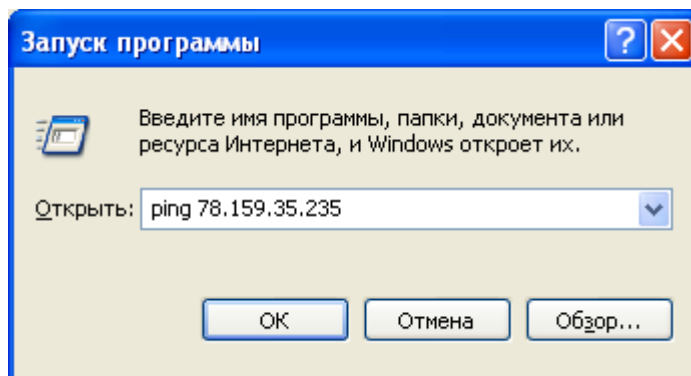 Запуск программы
Введите имя программы, папки, документа или
ресурса Интернета, и Windows откроет их.
Открыть: ping 78.159.35.235
ОК Отмена Обзор...